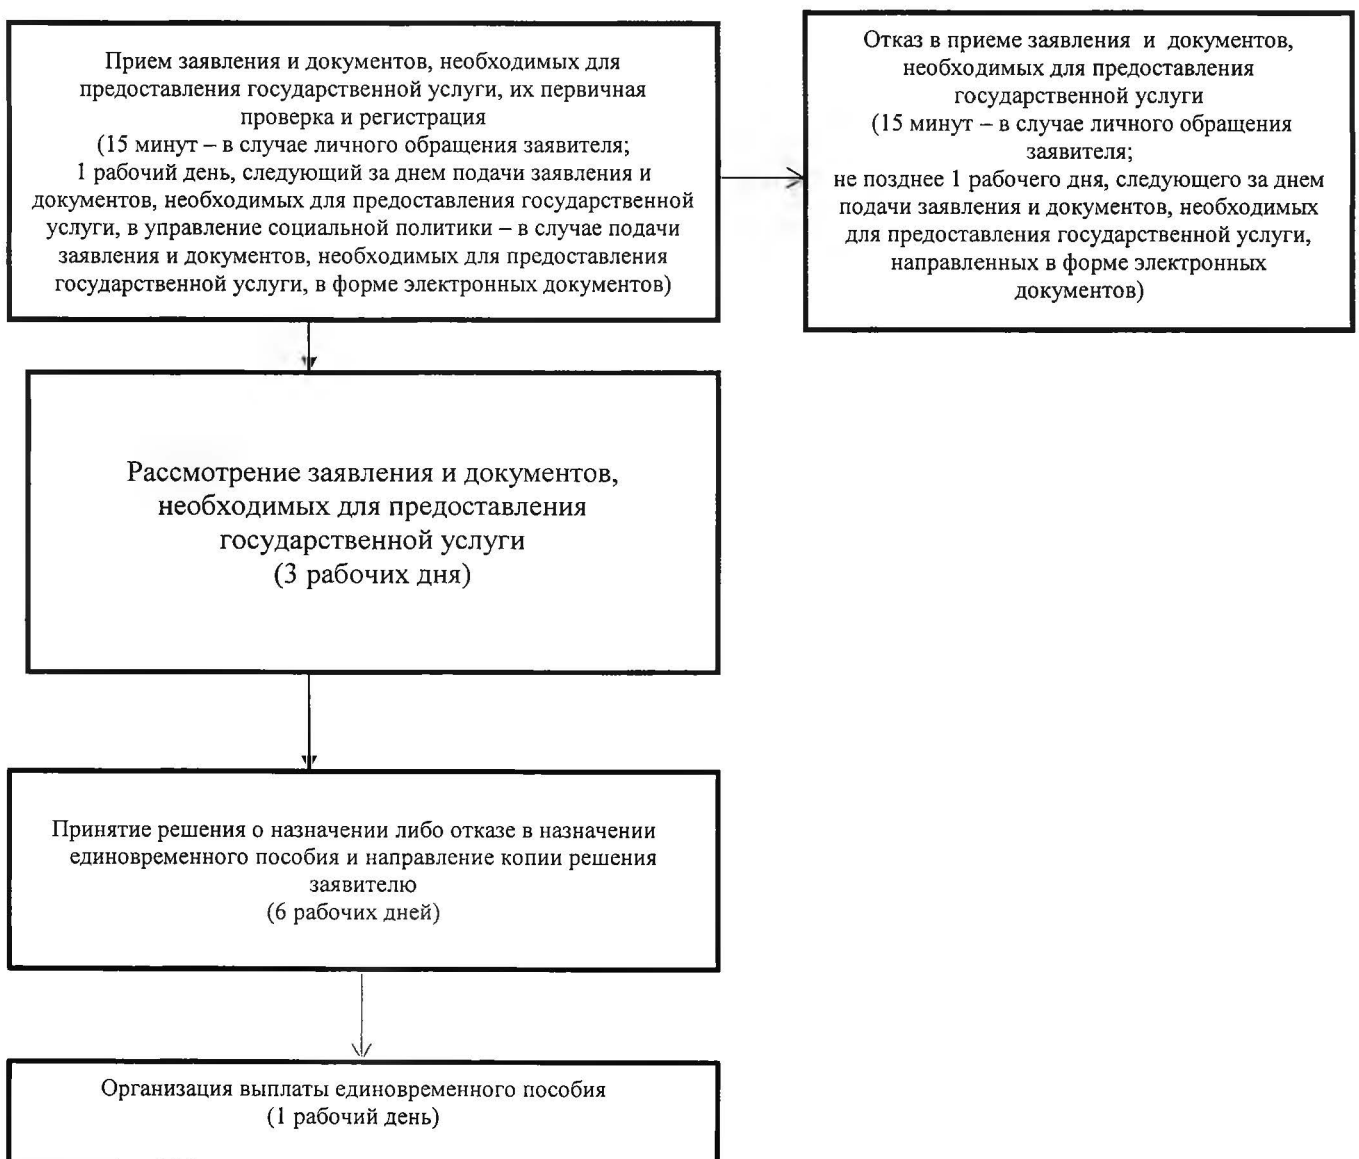 Прием заявления и документов, необходимых для
предоставления государственной услуги, их первичная
проверка и регистрация
(15 минут – в случае личного обращения заявителя;
1 рабочий день, следующий за днем подачи заявления и
документов, необходимых для предоставления государственной
услуги, в управление социальной политики – в случае подачи
заявления и документов, необходимых для предоставления
государственной услуги, в форме электронных документов)
Отказ в приеме заявления и документов,
необходимых для предоставления
государственной услуги
(15 минут – в случае личного обращения
заявителя;
не позднее 1 рабочего дня, следующего за днем
подачи заявления и документов, необходимых
для предоставления государственной услуги,
направленных в форме электронных
документов)
Рассмотрение заявления и документов,
необходимых для предоставления
государственной услуги
(3 рабочих дня)
Принятие решения о назначении либо отказе в назначении
единовременного пособия и направление копии решения
заявителю
(6 рабочих дней)
Организация выплаты единовременного пособия
(1 рабочий день)